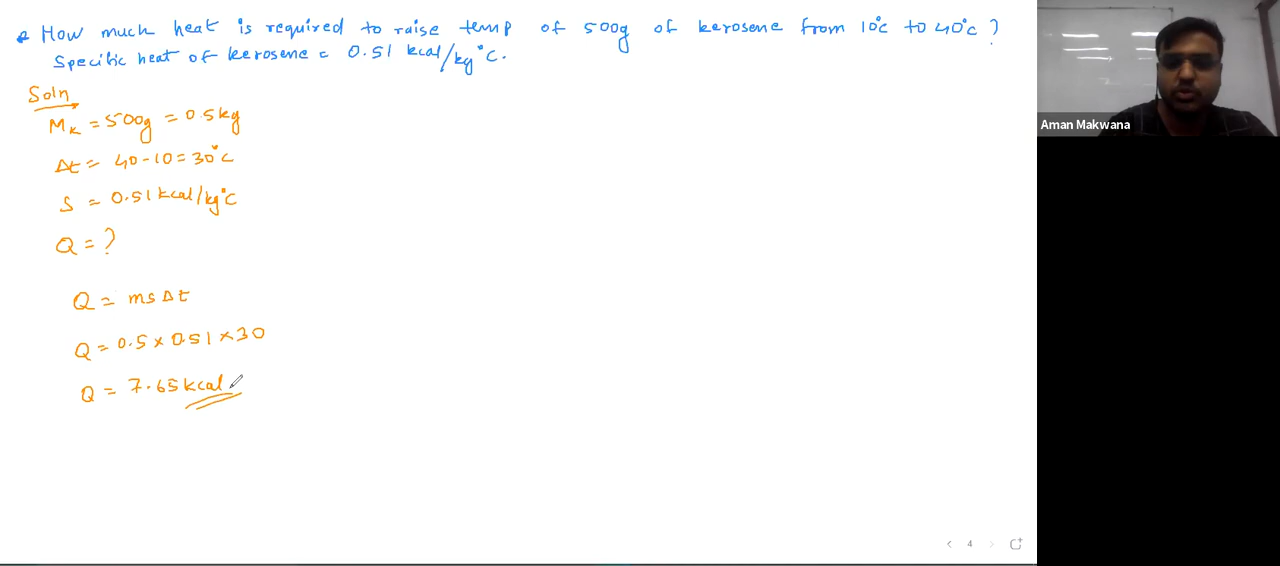 * How much heat is required to raise temp of 500g of kerosene from 10°c to 40°c ?
Specific heat of kerosene = 0.51 kcal/kg°C.
Soln
Mk = 500g = 0.5kg
Δt = 40-10 = 30°C
S = 0.51 kcal/kg°C
Q = ?
Q = msΔt
Q = 0.5 × 0.51 × 30
Q = 7.65 kcal
Aman Makwana
4